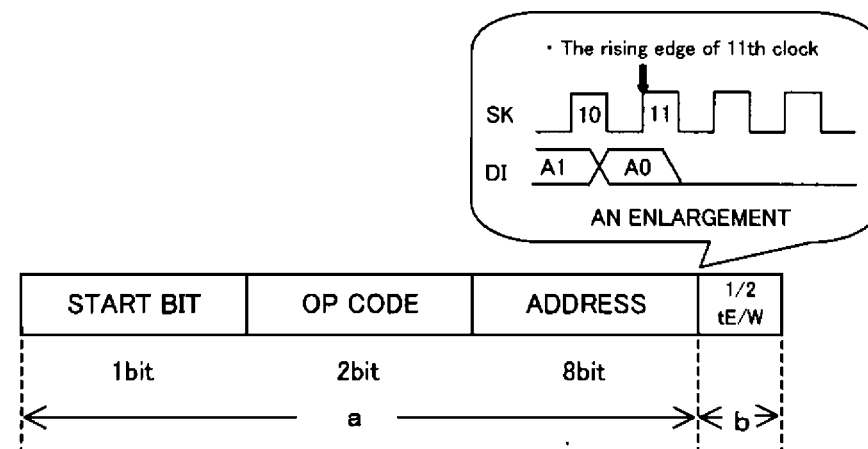 ・ The rising edge of 11th clock
SK 10 11
DI A1 A0
AN ENLARGEMENT
START BIT OP CODE ADDRESS 1/2 tE/W
1bit 2bit 8bit
a b